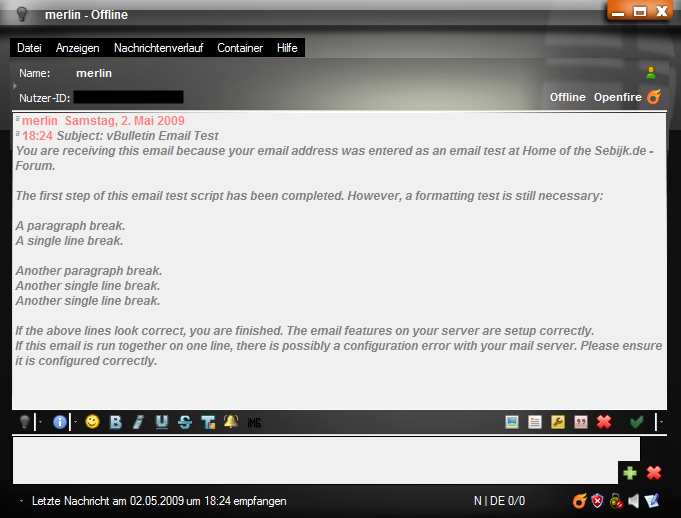 merlin - Offline
Datei Anzeigen Nachrichtenverlauf Container Hilfe
Name: merlin
Nutzer-ID:
Offline Openfire
merlin Samstag, 2. Mai 2009
18:24 Subject: vBulletin Email Test
You are receiving this email because your email address was entered as an email test at Home of the Sebijk.de -
Forum.
The first step of this email test script has been completed. However, a formatting test is still necessary:
A paragraph break.
A single line break.
Another paragraph break.
Another single line break.
Another single line break.
If the above lines look correct, you are finished. The email features on your server are setup correctly.
If this email is run together on one line, there is possibly a configuration error with your mail server. Please ensure
it is configured correctly.
B I U S T IMG
Letzte Nachricht am 02.05.2009 um 18:24 empfangen N | DE 0/0